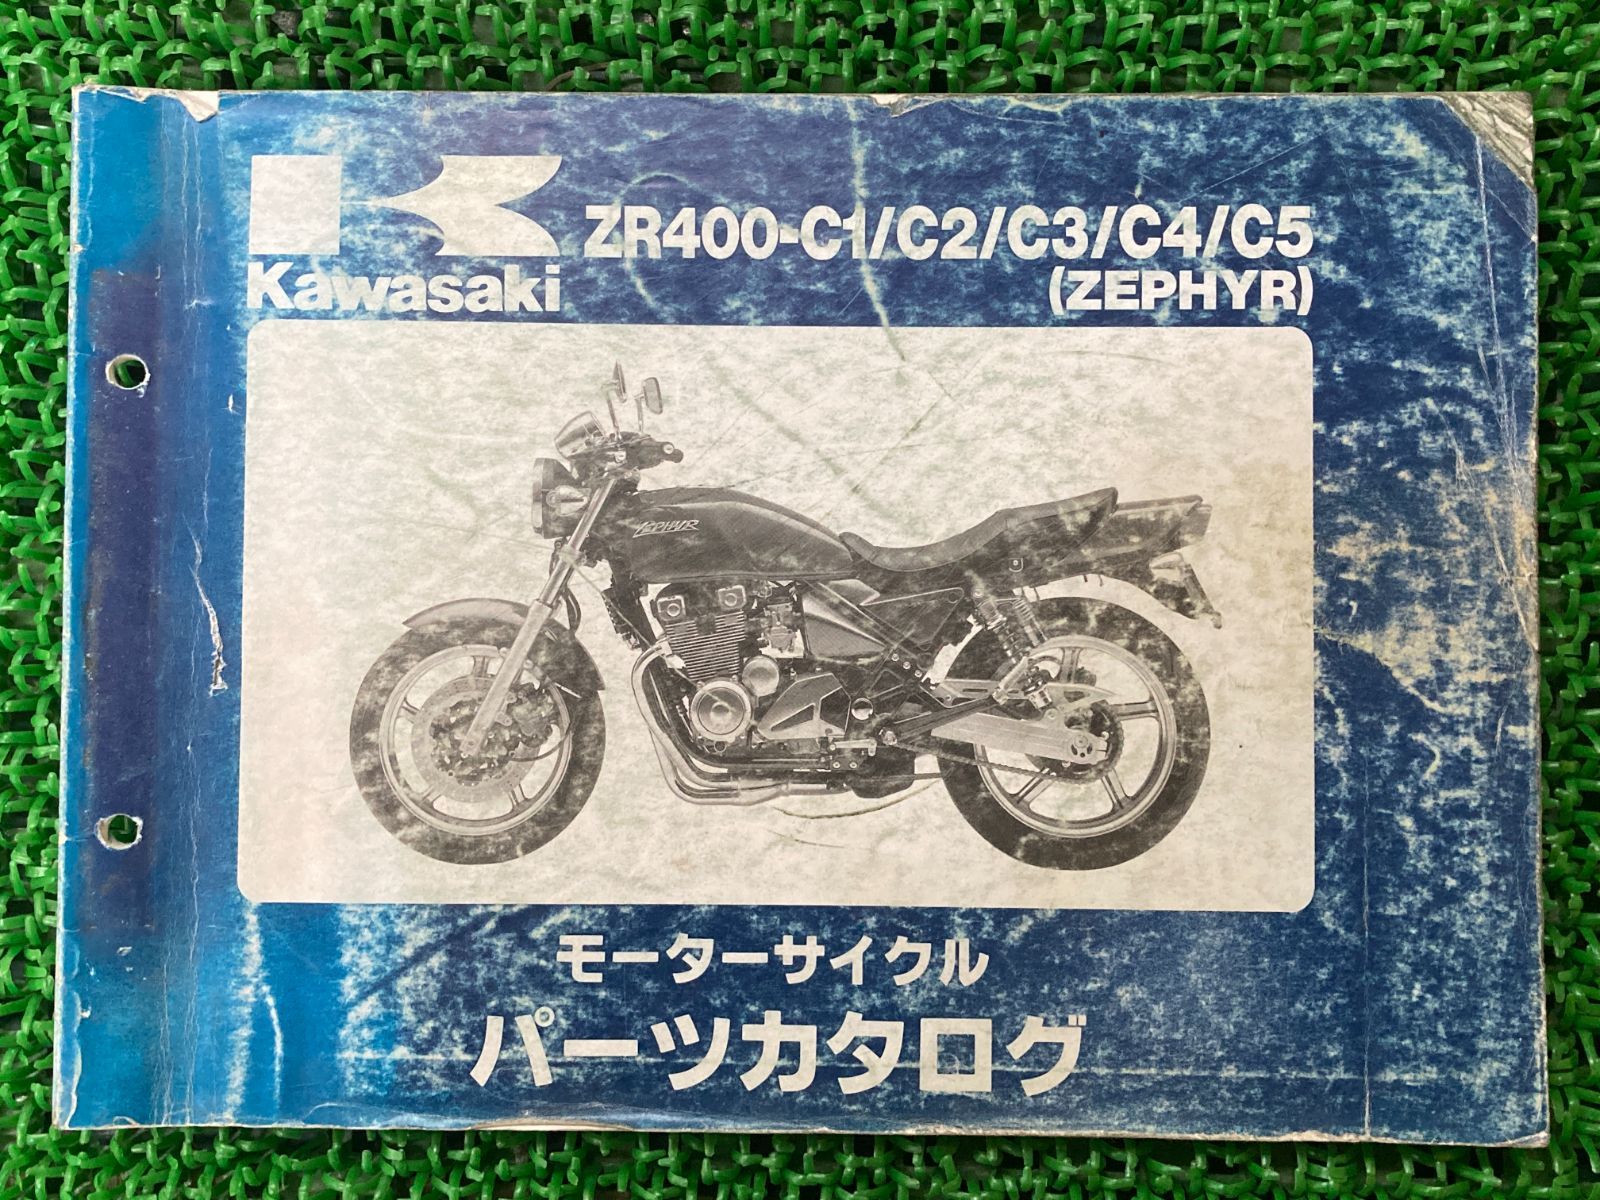 Kawasaki
ZR400-C1/C2/C3/C4/C5
(ZEPHYR)
ZEPHYR
モーターサイクル
パーツカタログ